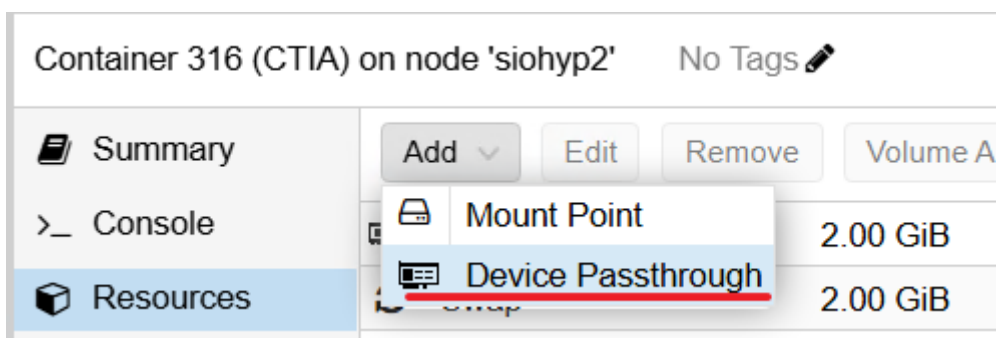 Container 316 (CTIA) on node 'siohyp2' No Tags
Summary
Add Edit Remove Volume A
Mount Point
>_ Console
2.00 GiB
Device Passthrough
Resources
Swap 2.00 GiB